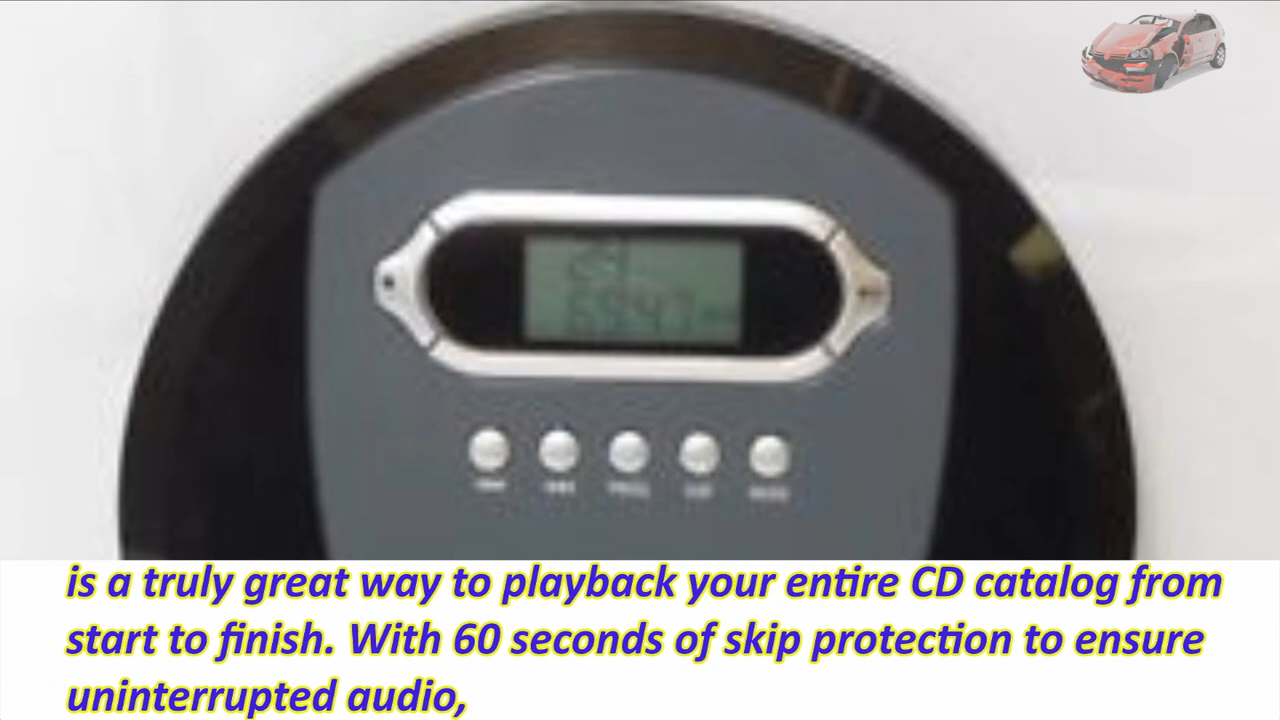 is a truly great way to playback your entire CD catalog from
start to finish. With 60 seconds of skip protection to ensure
uninterrupted audio,